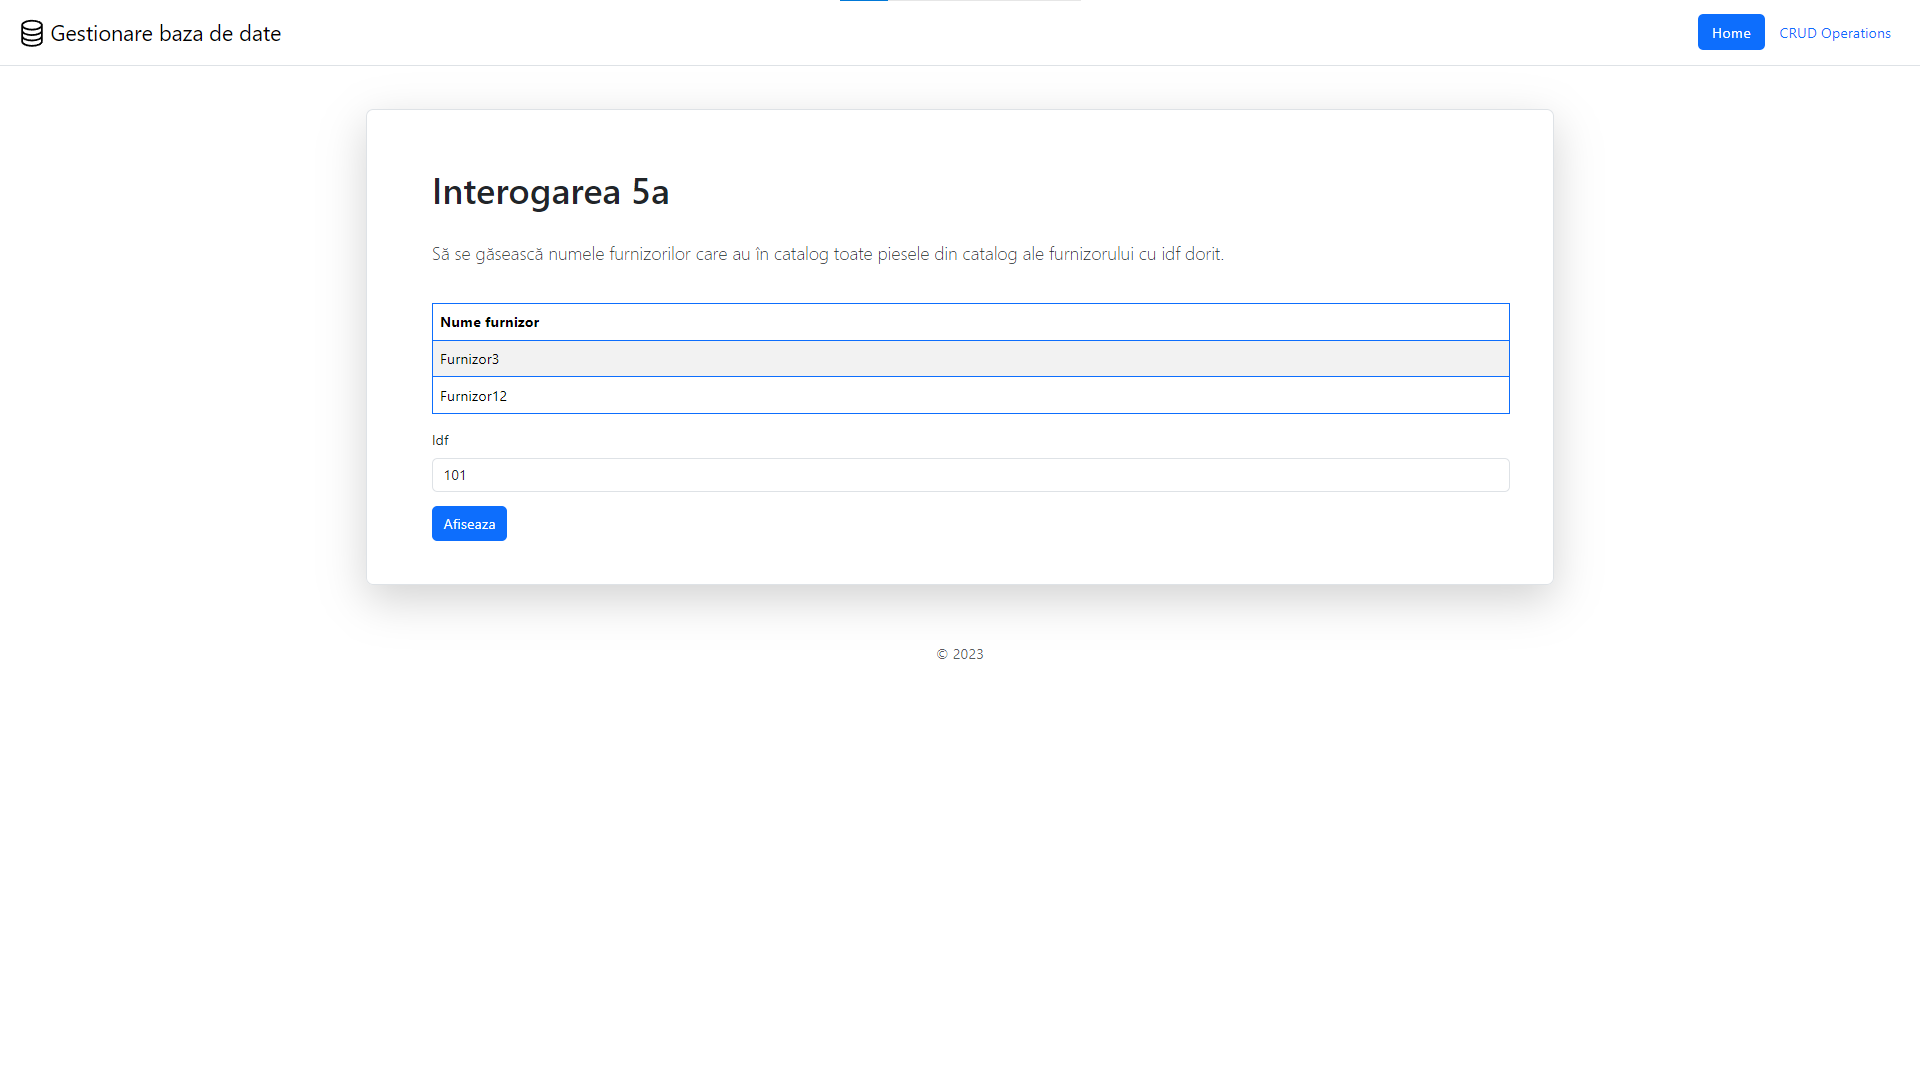 Gestionare baza de date
Home
CRUD Operations
Interogarea 5a
Să se găsească numele furnizorilor care au în catalog toate piesele din catalog ale furnizorului cu idf dorit.
Nume furnizor
Furnizor3
Furnizor12
Idf
101
Afiseaza
© 2023